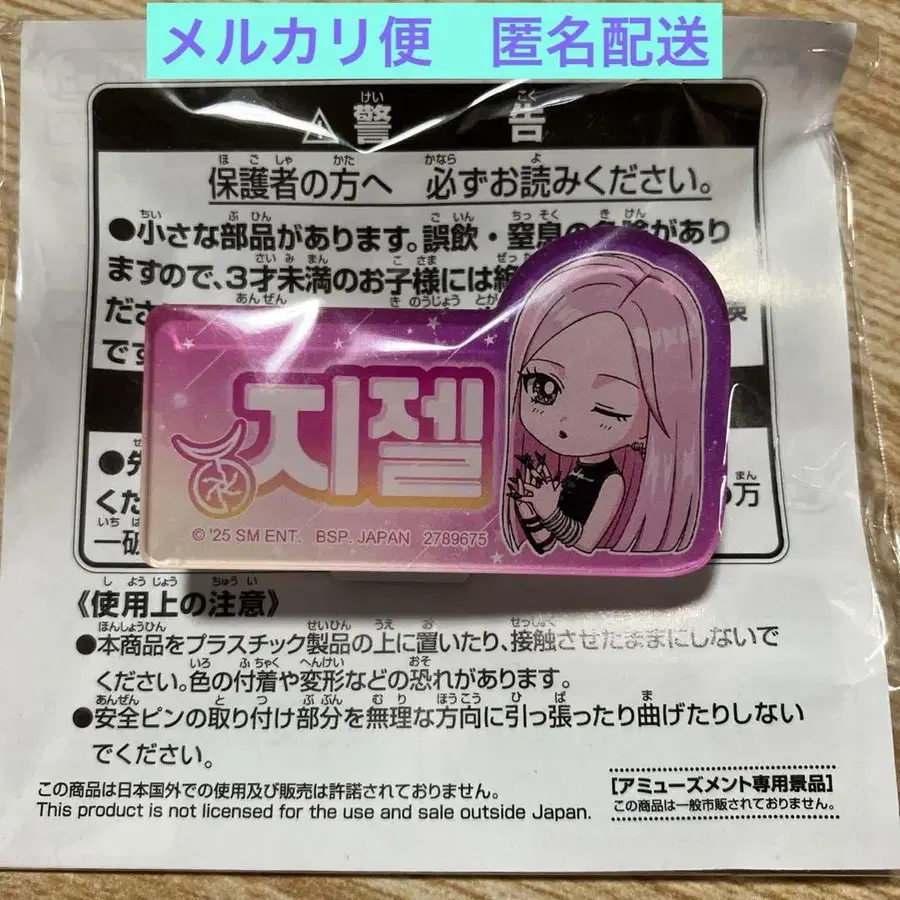 メルカリ便　匿名配送
警告
保護者の方へ　必ずお読みください。
●小さな部品があります。誤飲・窒息の危険があり
ますので、3才未満のお子様には絶
くださ
です
지젤
© '25 SM ENT. BSP. JAPAN 2789675
くだ
万
一破
《使用上の注意》
●本商品をプラスチック製品の上に置いたり、接触させたままにしないで
ください。色の付着や変形などの恐れがあります。
●安全ピンの取り付け部分を無理な方向に引っ張ったり曲げたりしない
でください。
この商品は日本国外での使用及び販売は許諾されておりません。
This product is not licensed for the use and sale outside Japan.
[アミューズメント専用景品]
この商品は一般市販されておりません。